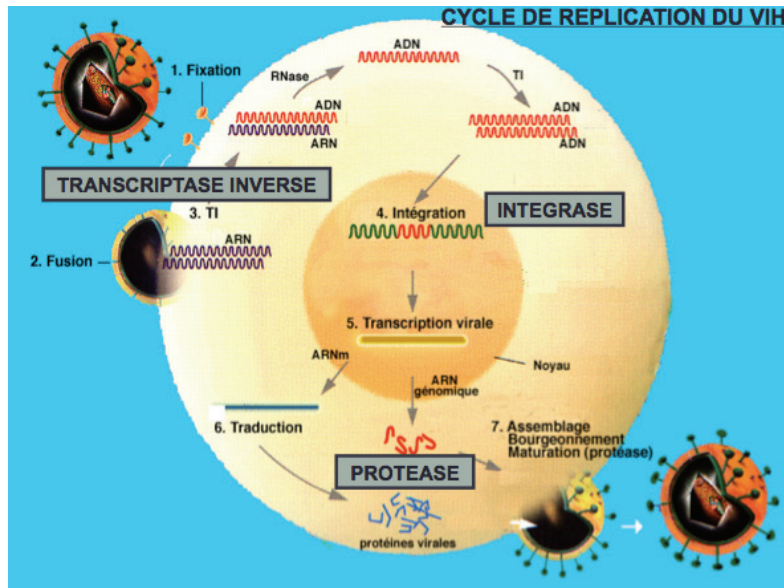 CYCLE DE REPLICATION DU VIH
1. Fixation
RNase
ADN
TI
ADN
ARN
ADN
ADN
TRANSCRIPTASE INVERSE
3. TI
ARN
2. Fusion
4. Intégration
INTEGRASE
5. Transcription virale
ARNm
ARN
génomique
Noyau
6. Traduction
7. Assemblage
Bourgeonnement
Maturation (protéase)
PROTEASE
protéines virales